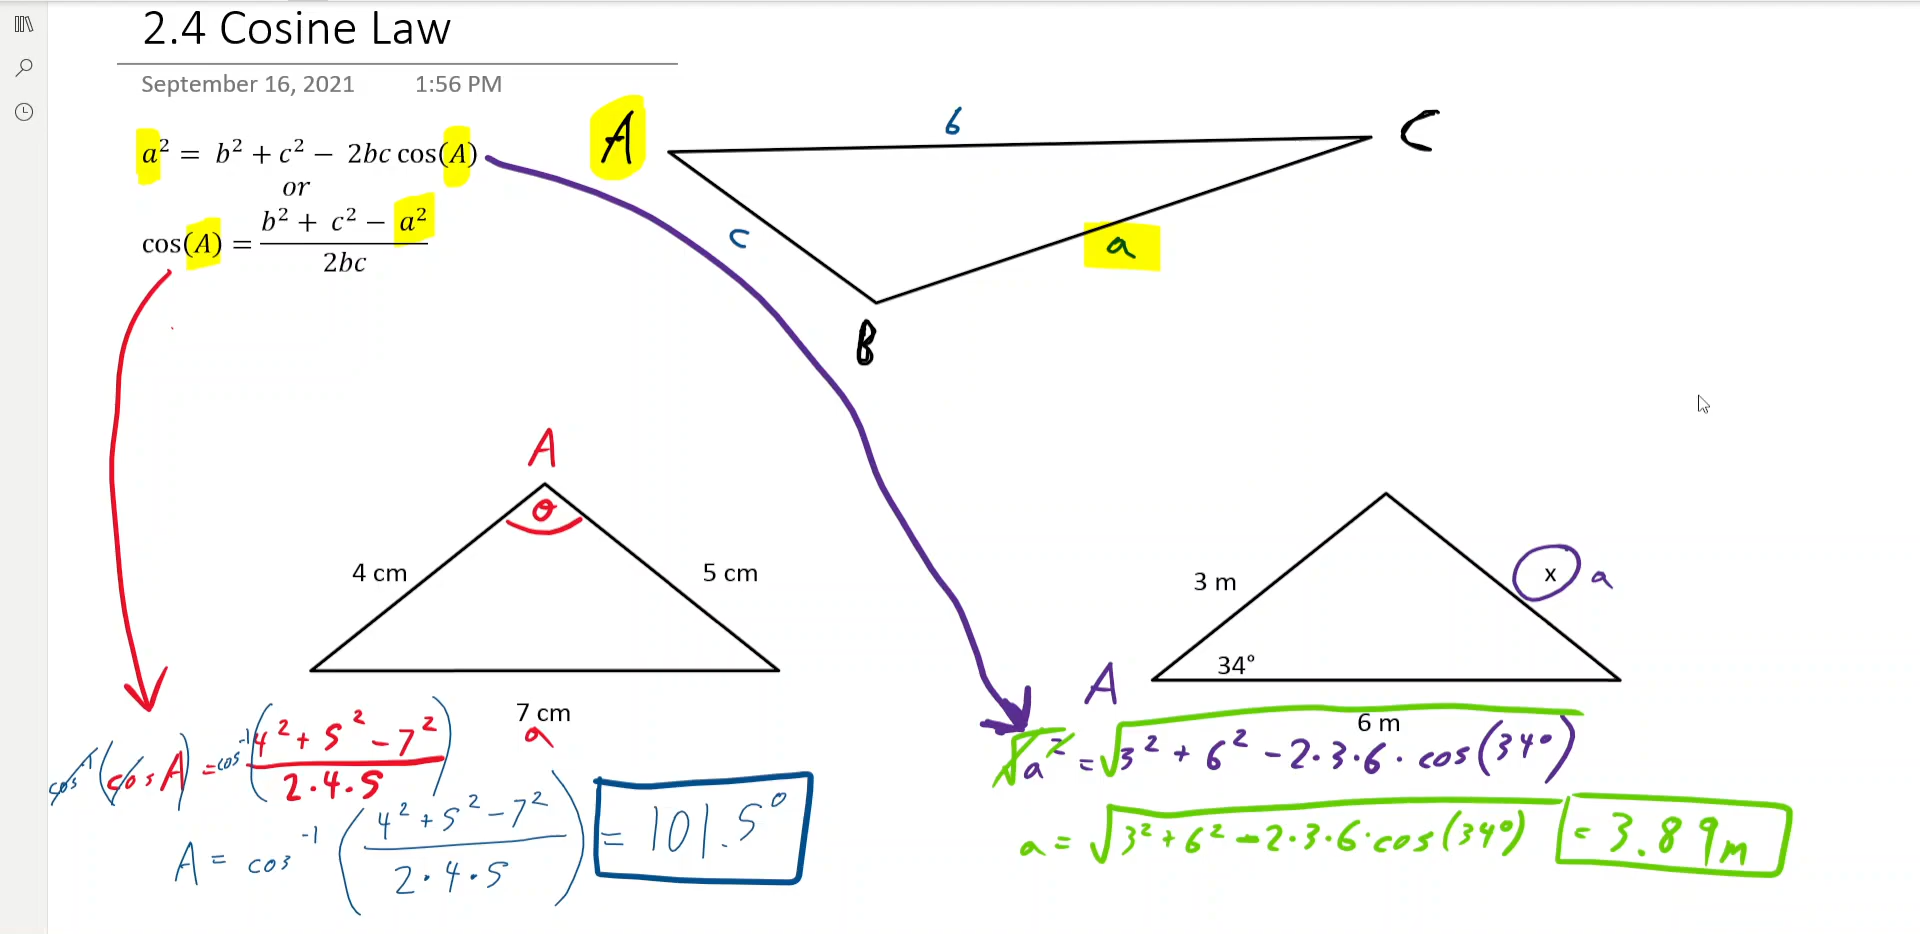 2.4 Cosine Law
September 16, 2021 1:56 PM
a² = b² + c² − 2bc cos(A)
or
cos(A) = (b² + c² − a²) / 2bc
A
b
C
c
a
B
A
θ
4 cm
5 cm
7 cm
a
cos⁻¹(cos A) = cos⁻¹((4² + 5² − 7²) / 2·4·5)
A = cos⁻¹((4² + 5² − 7²) / 2·4·5) = 101.5°
3 m
x
a
34°
A
6 m
√a² = √3² + 6² − 2·3·6·cos(34°)
a = √3² + 6² − 2·3·6·cos(34°) = 3.89m